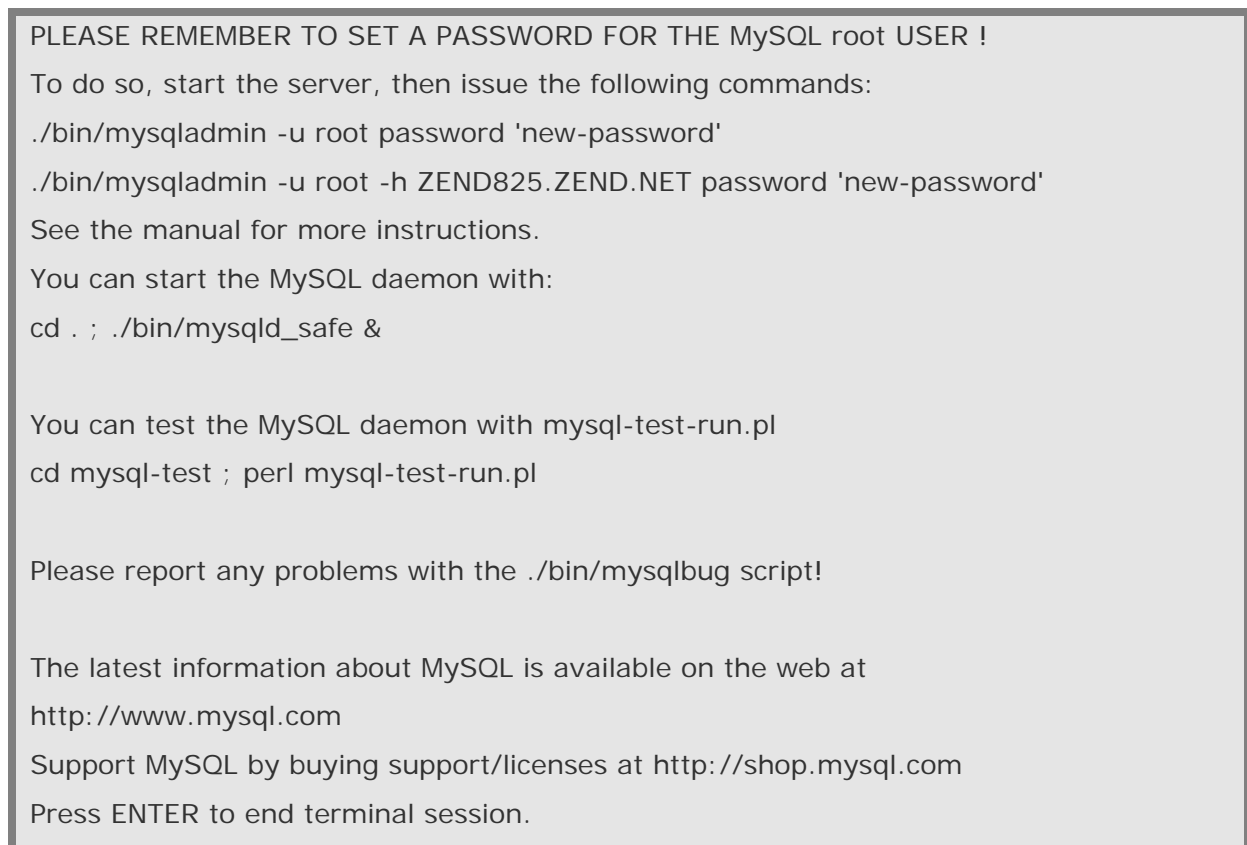 PLEASE REMEMBER TO SET A PASSWORD FOR THE MySQL root USER !
To do so, start the server, then issue the following commands:
./bin/mysqladmin -u root password 'new-password'
./bin/mysqladmin -u root -h ZEND825.ZEND.NET password 'new-password'
See the manual for more instructions.
You can start the MySQL daemon with:
cd . ; ./bin/mysqld_safe &
You can test the MySQL daemon with mysql-test-run.pl
cd mysql-test ; perl mysql-test-run.pl
Please report any problems with the ./bin/mysqlbug script!
The latest information about MySQL is available on the web at
http://www.mysql.com
Support MySQL by buying support/licenses at http://shop.mysql.com
Press ENTER to end terminal session.